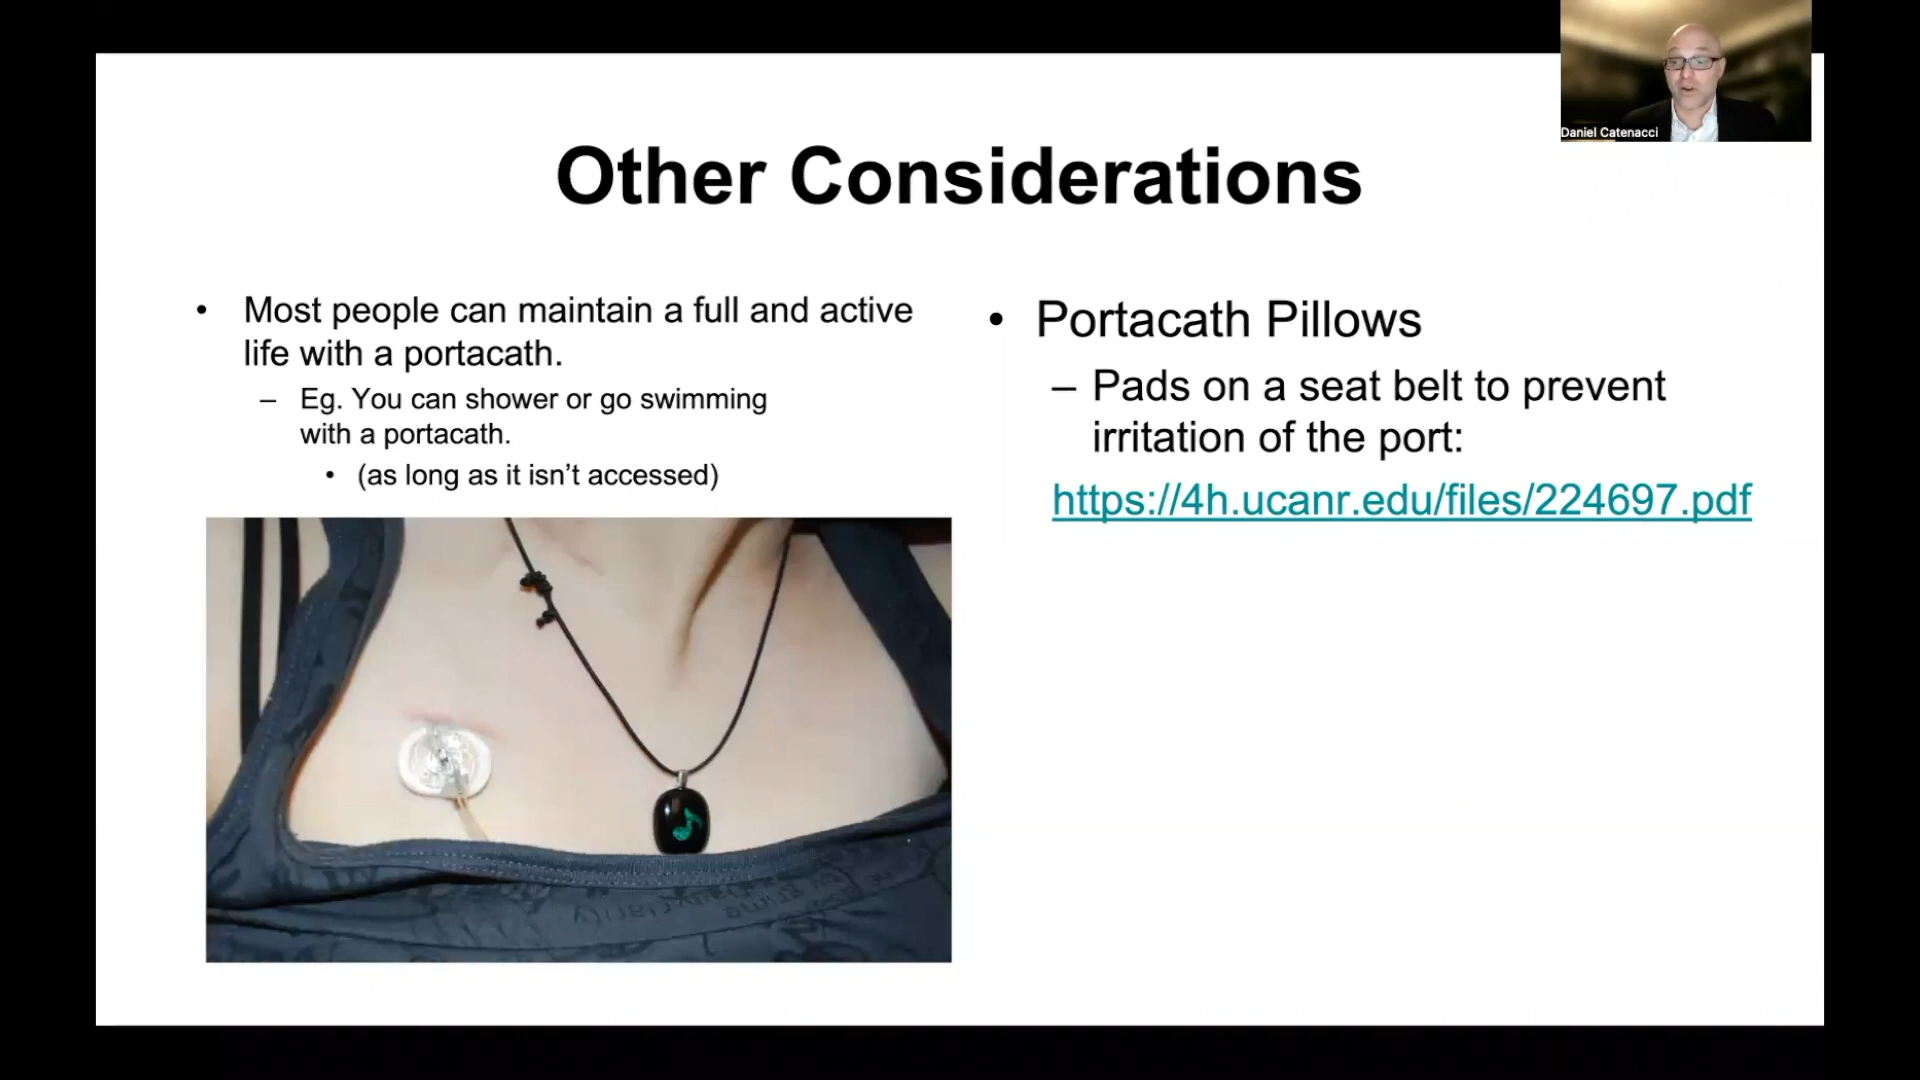 Daniel Catenacci
Other Considerations
• Most people can maintain a full and active
life with a portacath.
– Eg. You can shower or go swimming
with a portacath.
• (as long as it isn’t accessed)
• Portacath Pillows
– Pads on a seat belt to prevent
irritation of the port:
https://4h.ucanr.edu/files/224697.pdf